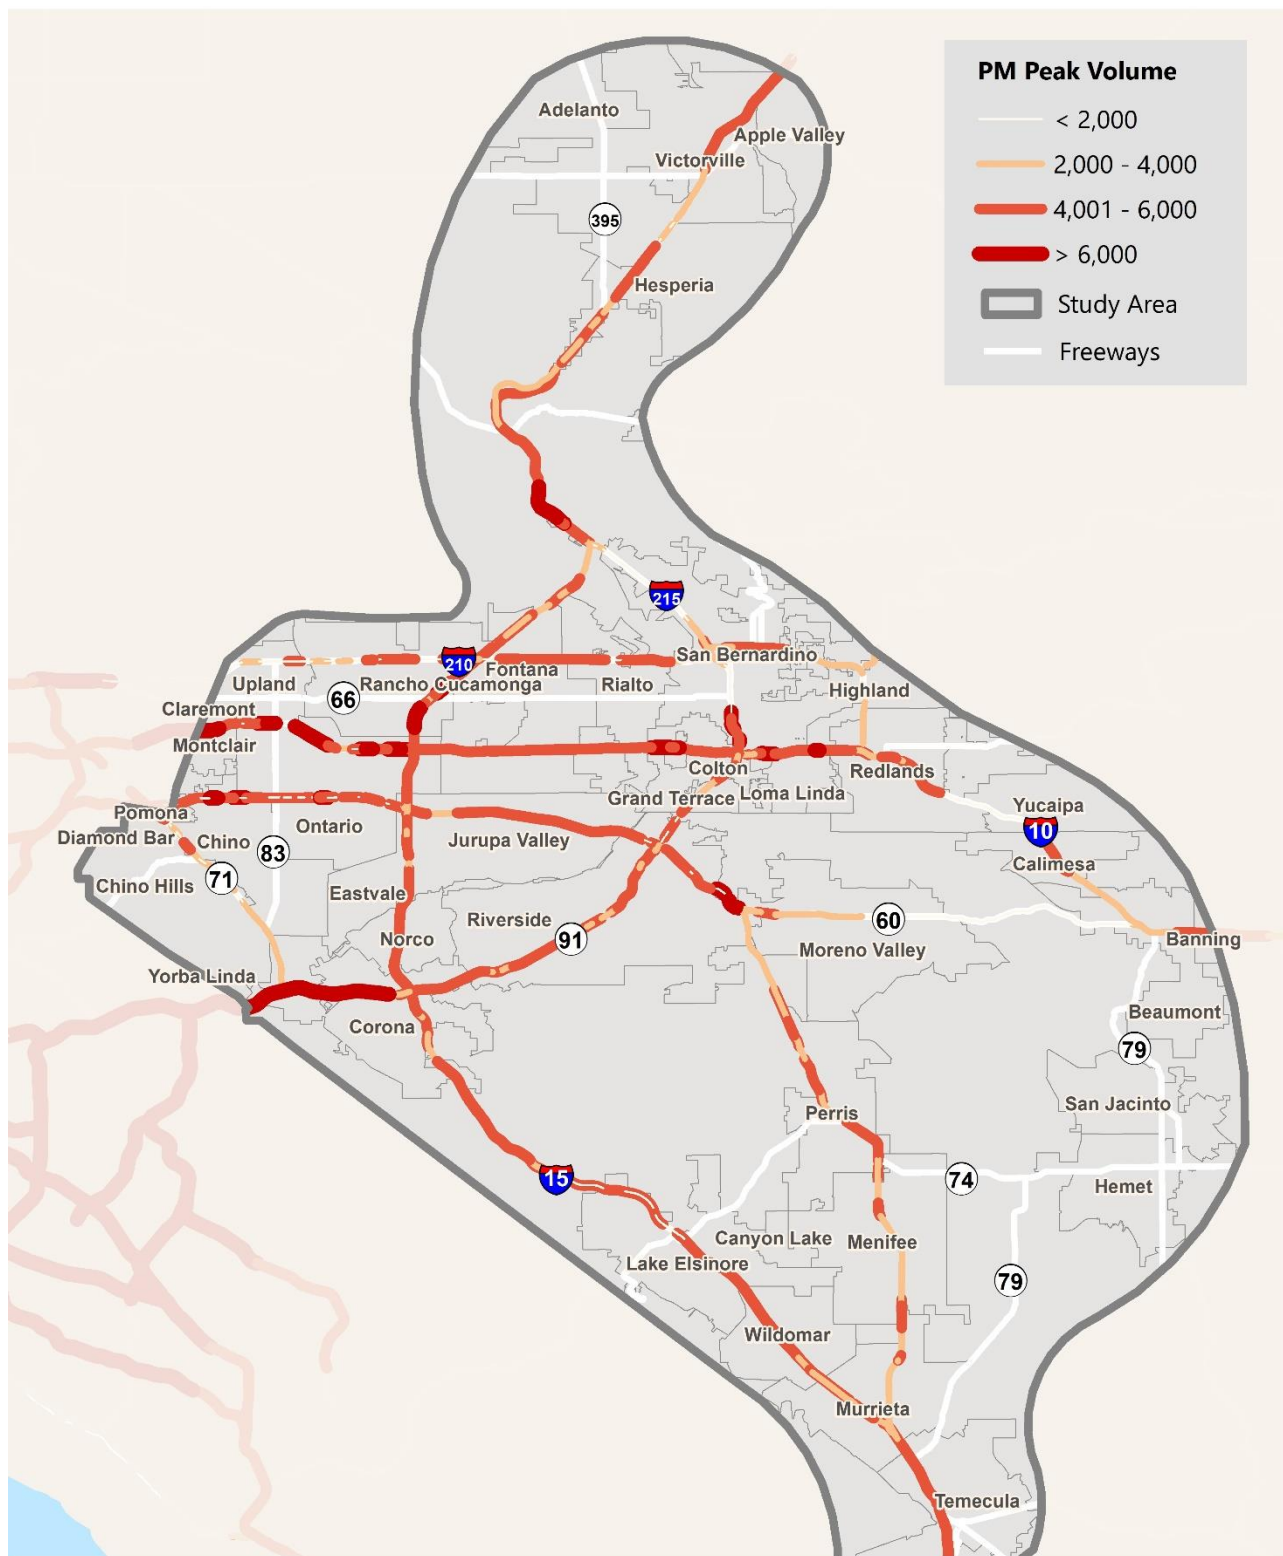 PM Peak Volume
< 2,000
2,000 - 4,000
4,001 - 6,000
> 6,000
Study Area
Freeways
Adelanto
Apple Valley
Victorville
395
Hesperia
215
San Bernardino
210
Fontana
Upland
66
Rancho Cucamonga
Rialto
Highland
Claremont
Montclair
Colton
Redlands
Grand Terrace
Loma Linda
Yucaipa
Pomona
Ontario
10
Diamond Bar
Chino
83
Jurupa Valley
Calimesa
Chino Hills
71
Eastvale
Riverside
60
Norco
91
Moreno Valley
Banning
Yorba Linda
Corona
Beaumont
79
Perris
San Jacinto
15
74
Hemet
Canyon Lake
Menifee
Lake Elsinore
79
Wildomar
Murrieta
Temecula